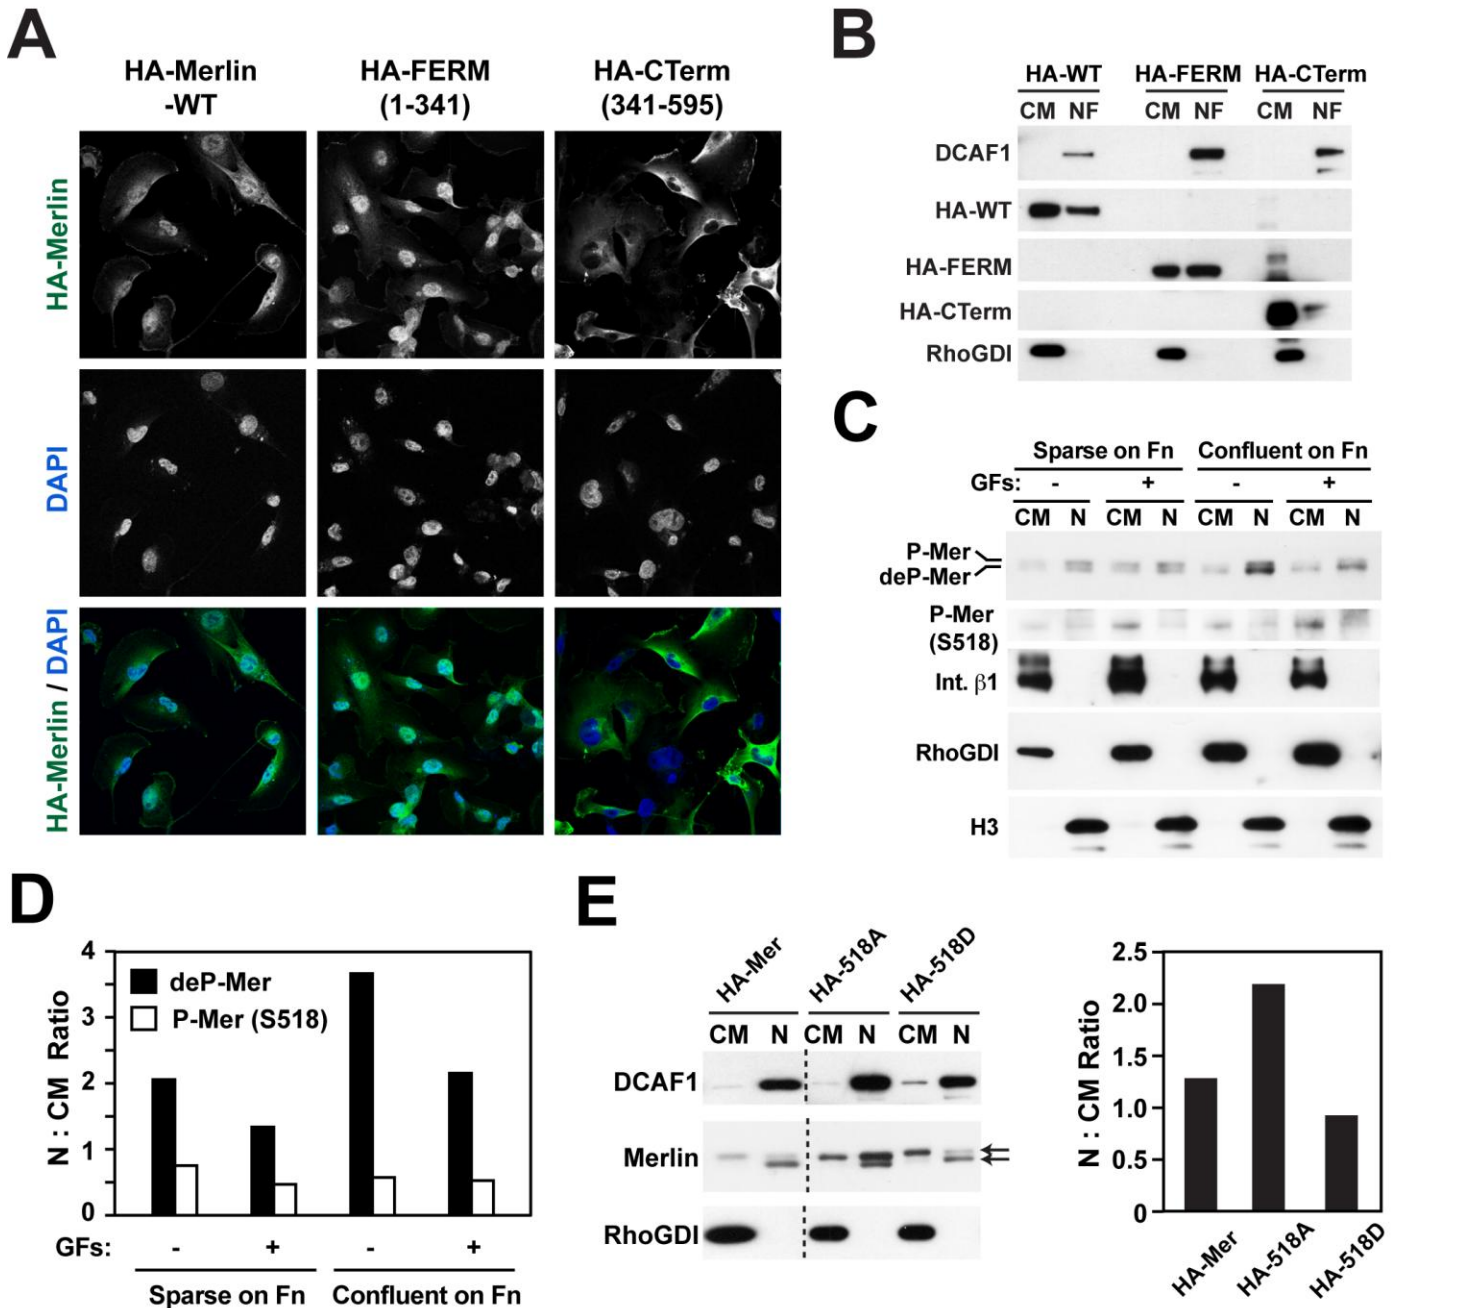 A
HA-Merlin
-WT
HA-FERM
(1-341)
HA-CTerm
(341-595)
HA-Merlin
DAPI
HA-Merlin / DAPI
B
HA-WT HA-FERM HA-CTerm
CM NF CM NF CM NF
DCAF1
HA-WT
HA-FERM
HA-CTerm
RhoGDI
C
Sparse on Fn Confluent on Fn
GFs: - + - +
CM N CM N CM N CM N
P-Mer
deP-Mer
P-Mer
(S518)
Int. β1
RhoGDI
H3
D
N : CM Ratio
4
3
2
1
0
deP-Mer
P-Mer (S518)
GFs: - + - +
Sparse on Fn Confluent on Fn
E
HA-Mer HA-518A HA-518D
CM N CM N CM N
DCAF1
Merlin
RhoGDI
N : CM Ratio
2.5
2.0
1.5
1.0
0.5
0
HA-Mer HA-518A HA-518D